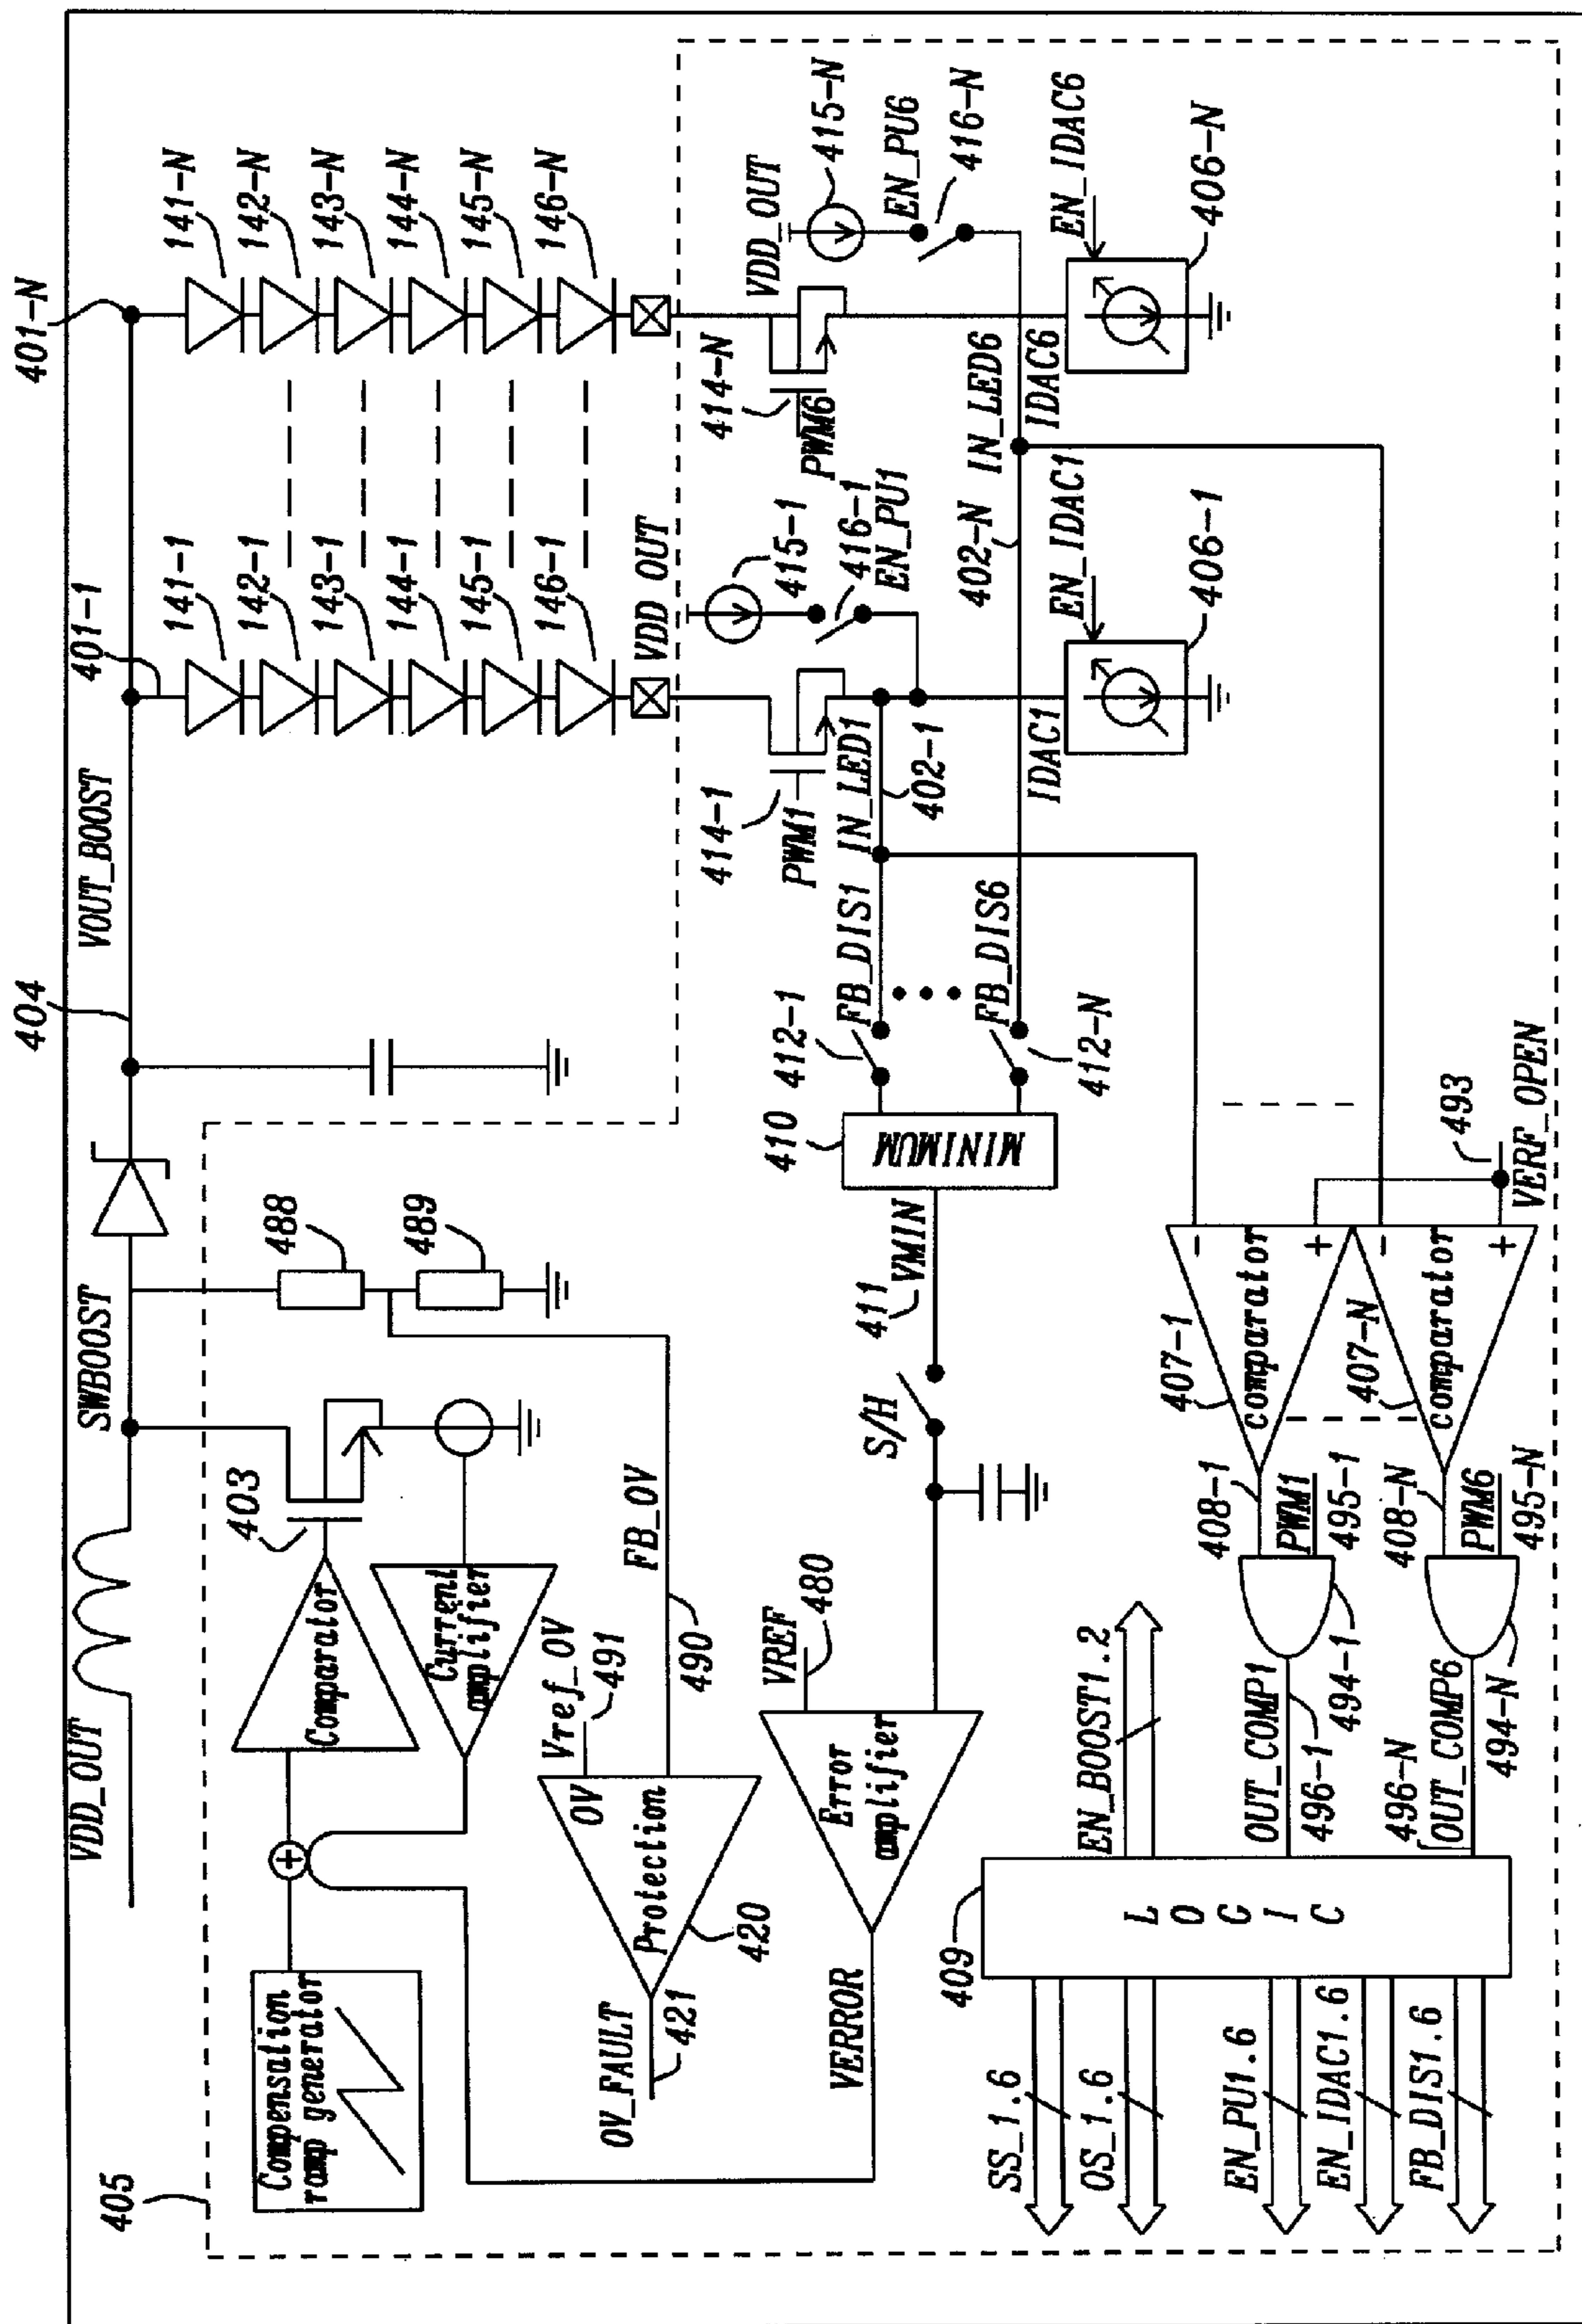 401-N
141-N
142-N
143-N
144-N
145-N
146-N
401-1
141-1
142-1
143-1
144-1
145-1
146-1
VOUT_BOOST
404
SWBOOST
VDD_OUT
VDD_OUT
VDD_OUT
415-N
EN_PU6
416-N
414-N
PWM6
415-1
416-1
EN_PU1
414-1
PWM1
IN_LED6
IDAC6
402-N
EN_IDAC6
406-N
EN_IDAC1
406-1
IDAC1
IN_LED1
402-1
FB_DIS1
FB_DIS6
412-1
412-N
410
MINIMUM
411
VMIN
S/H
488
489
403
Comparator
Current
amplifier
Compensation
ramp generator
405
FB_OV
490
Vref_OV
491
OV
Protection
420
OV_FAULT
421
VREF
480
Error
amplifier
VERROR
493
VERF_OPEN
-
+
comparator
407-1
-
+
comparator
407-N
408-1
PWM1
495-1
408-N
PWM6
495-N
494-1
494-N
OUT_COMP1
496-1
496-N
OUT_COMP6
EN_BOOST1.2
409
LOGIC
SS_1.6
OS_1.6
EN_PU1.6
EN_IDAC1.6
FB_DIS1.6